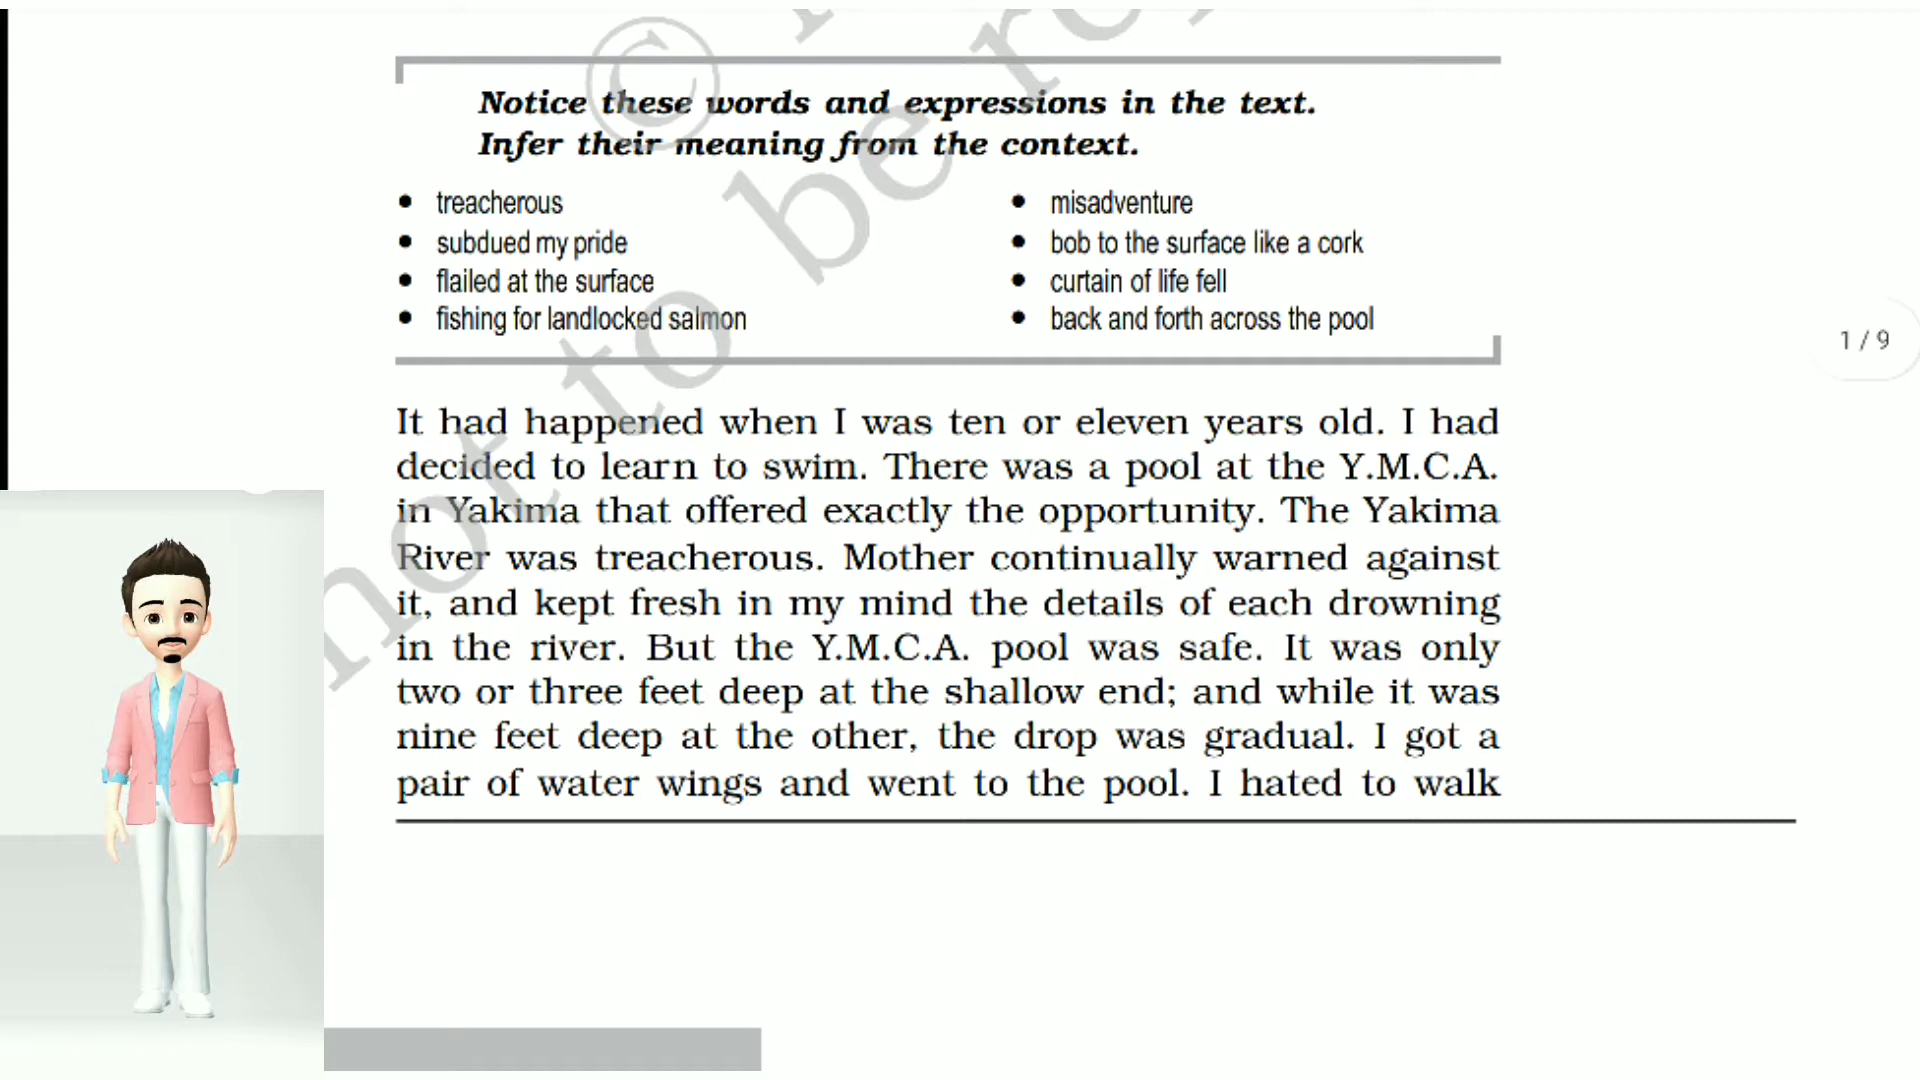 Notice these words and expressions in the text.
Infer their meaning from the context.
• treacherous
• subdued my pride
• flailed at the surface
• fishing for landlocked salmon
• misadventure
• bob to the surface like a cork
• curtain of life fell
• back and forth across the pool
1 / 9
It had happened when I was ten or eleven years old. I had
decided to learn to swim. There was a pool at the Y.M.C.A.
in Yakima that offered exactly the opportunity. The Yakima
River was treacherous. Mother continually warned against
it, and kept fresh in my mind the details of each drowning
in the river. But the Y.M.C.A. pool was safe. It was only
two or three feet deep at the shallow end; and while it was
nine feet deep at the other, the drop was gradual. I got a
pair of water wings and went to the pool. I hated to walk
©
not to be